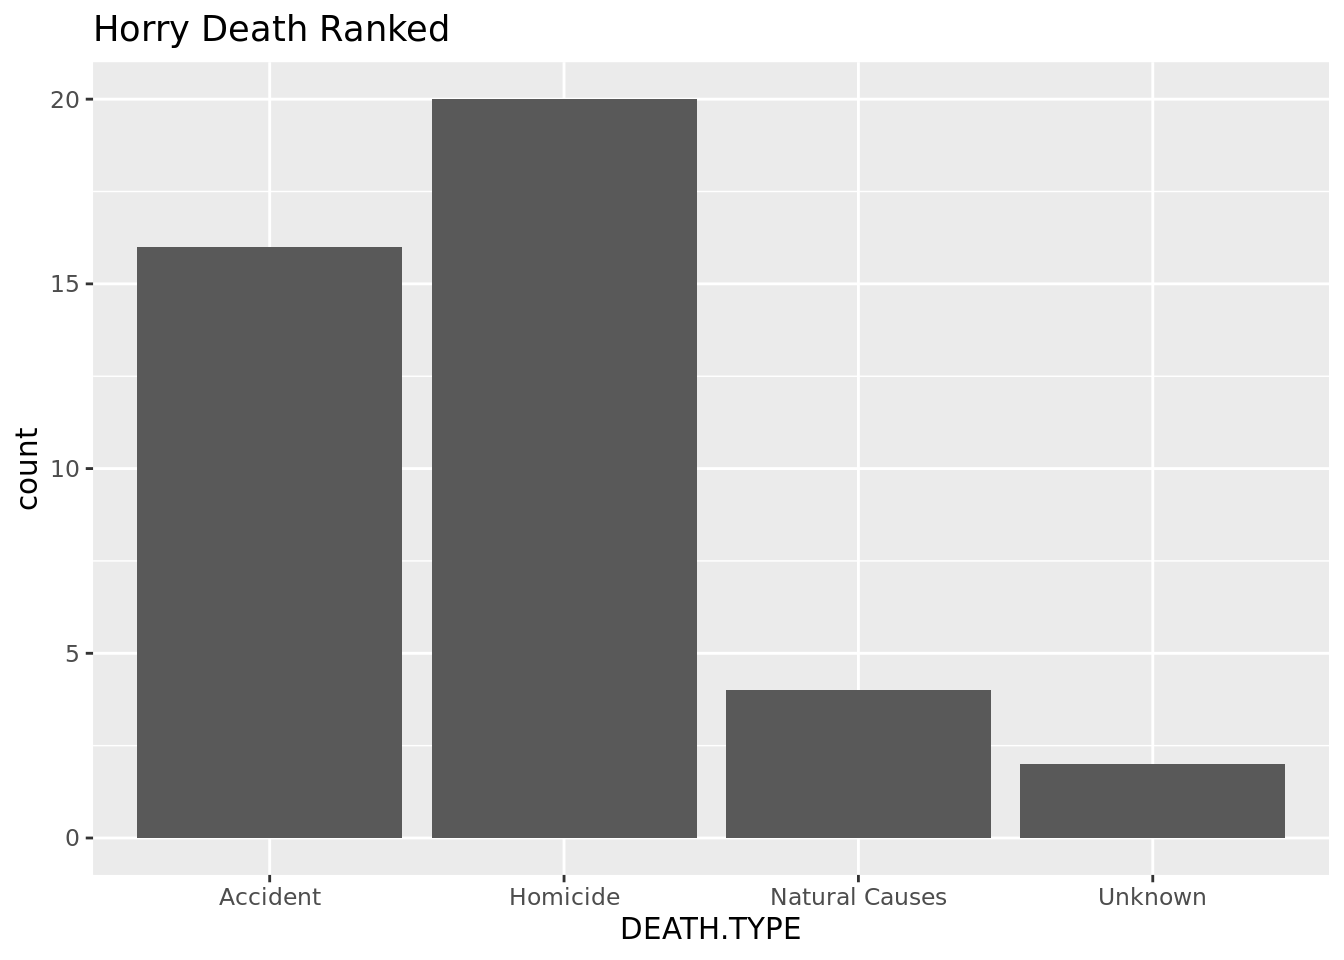 Horry Death Ranked
20
15
10
5
0
count
Accident
Homicide
Natural Causes
Unknown
DEATH.TYPE